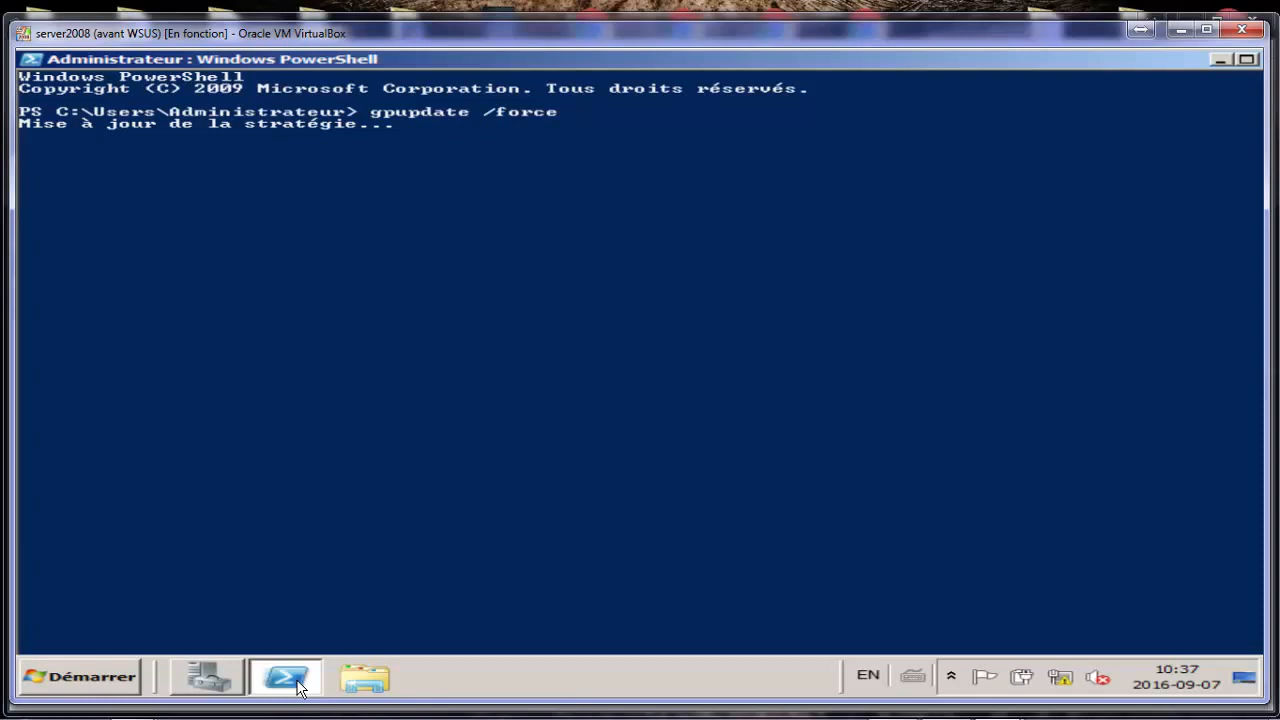 server2008 (avant WSUS) [En fonction] - Oracle VM VirtualBox
Administrateur : Windows PowerShell
Windows PowerShell
Copyright (C) 2009 Microsoft Corporation. Tous droits réservés.
PS C:\Users\Administrateur> gpupdate /force
Mise à jour de la stratégie...
Démarrer
EN
10:37
2016-09-07